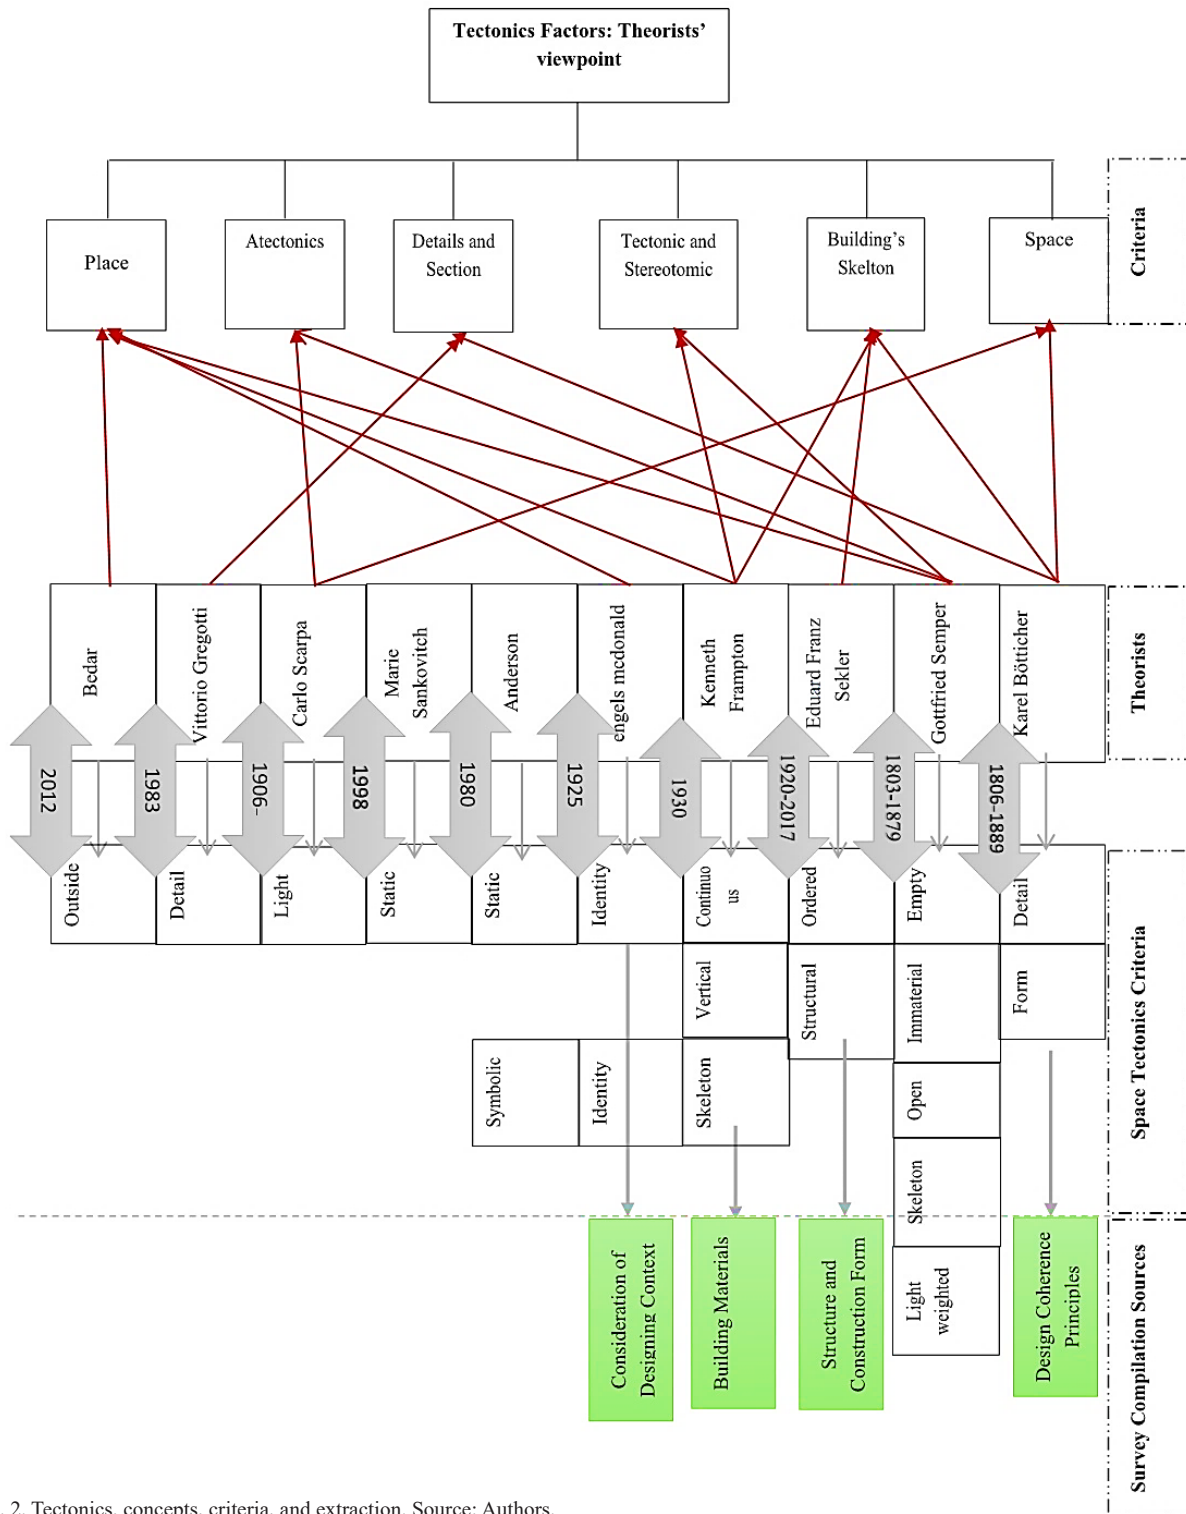 Tectonics Factors: Theorists’
viewpoint
Criteria
Place
Atectonics
Details and
Section
Tectonic and
Stereotomic
Building’s
Skelton
Space
Theorists
Bedar
Vittorio Gregotti
Carlo Scarpa
Marie
Sankovitch
Anderson
engels mcdonald
Kenneth
Frampton
Eduard Franz
Sekler
Gottfried Semper
Karel Bötticher
2012
1983
1906-
1998
1980
1925
1930
1920-2017
1803-1879
1806-1889
Space Tectonics Criteria
Outside
Detail
Light
Static
Static
Identity
Continuo
us
Ordered
Empty
Detail
Vertical
Structural
Immaterial
Form
Symbolic
Identity
Skeleton
Open
Skeleton
Light
weighted
Survey Compilation Sources
Consideration of
Designing Context
Building Materials
Structure and
Construction Form
Design Coherence
Principles
. 2. Tectonics, concepts, criteria, and extraction. Source: Authors.